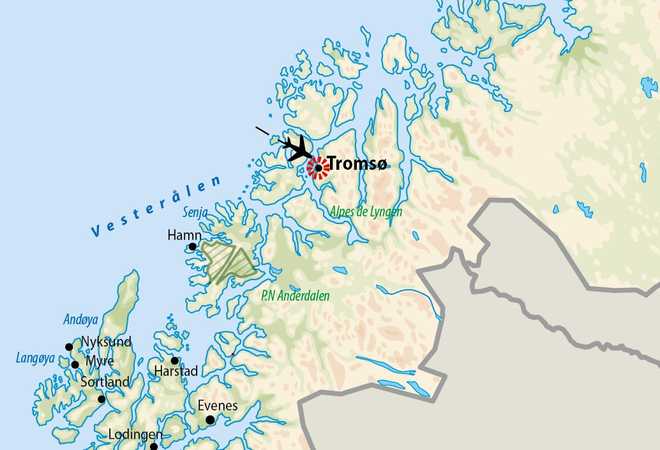 Tromsø
Vesterålen
Senja
Alpes de Lyngen
Hamn
P.N Anderdalen
Andøya
Nyksund
Langøya
Myre
Harstad
Sortland
Evenes
Lodingen